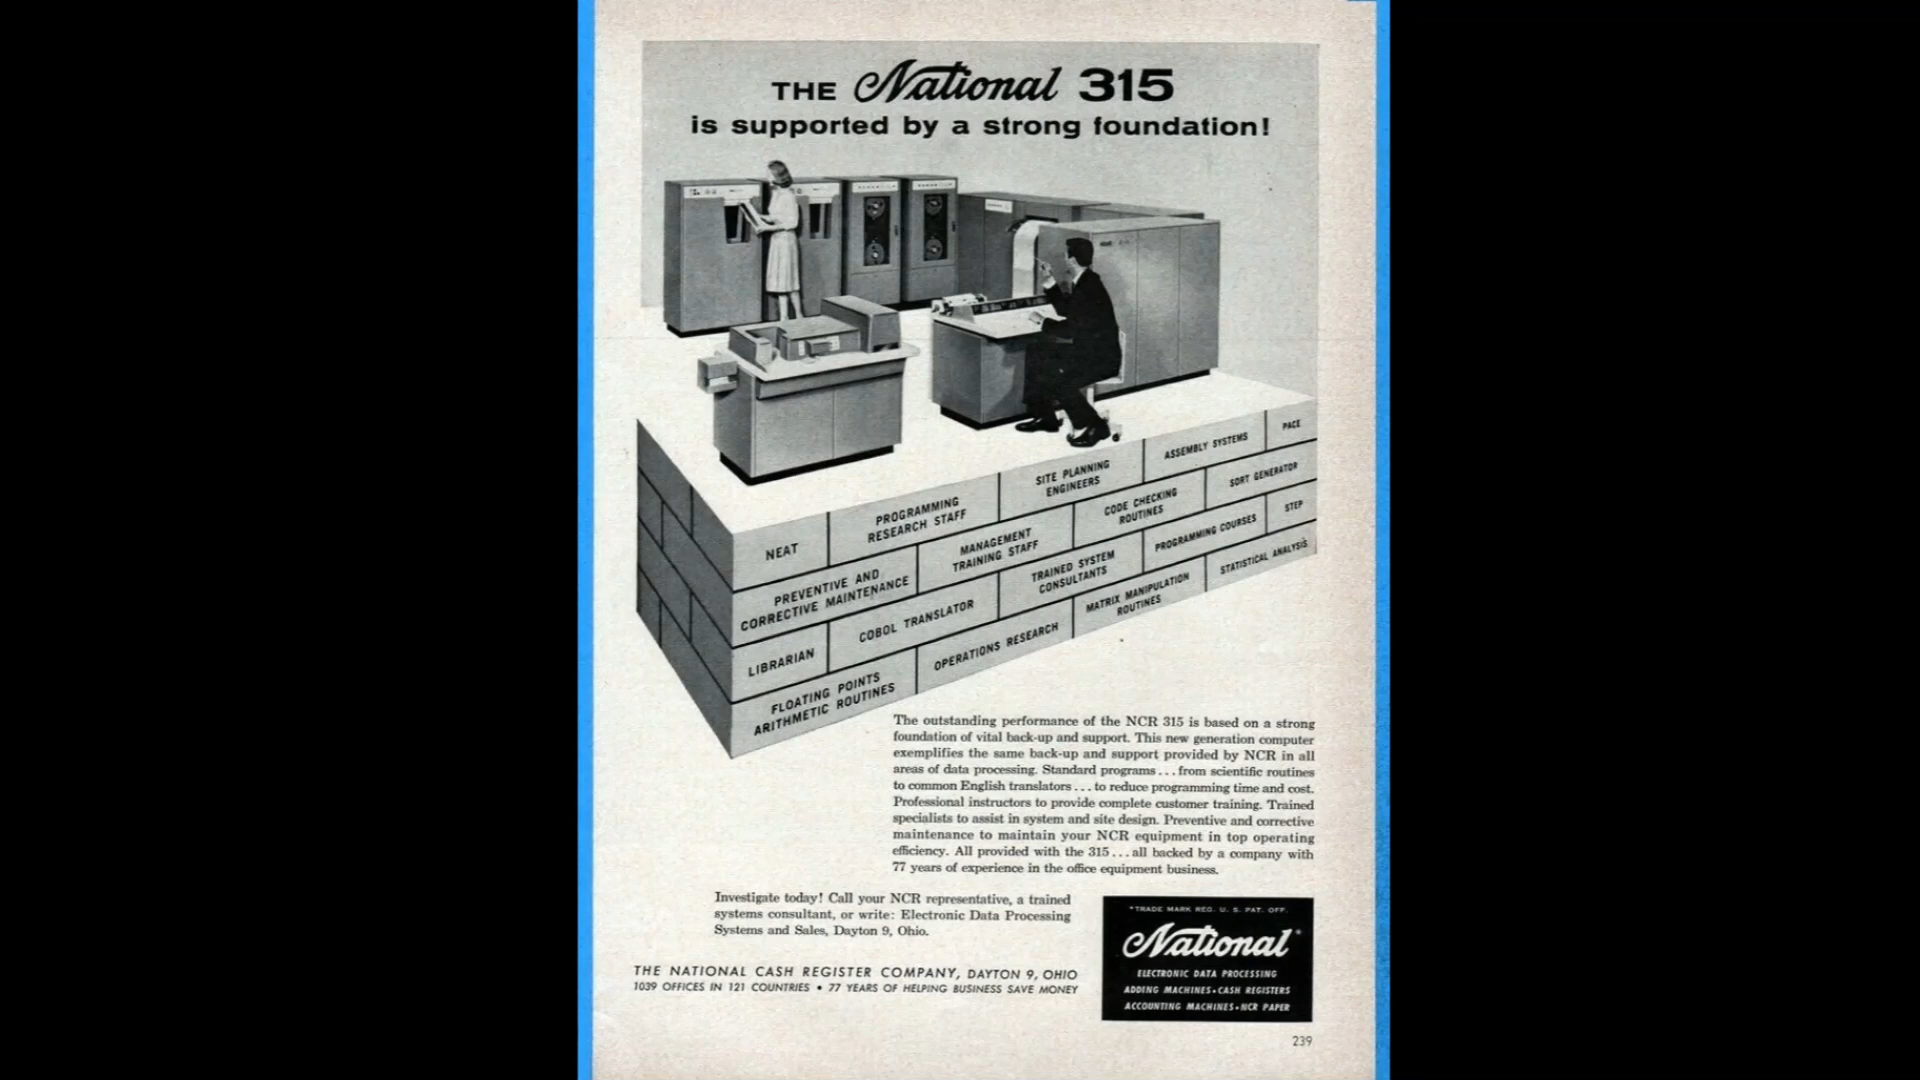 THE National 315
is supported by a strong foundation!
NEAT
PROGRAMMING
RESEARCH STAFF
SITE PLANNING
ENGINEERS
ASSEMBLY SYSTEMS
PACE
PREVENTIVE AND
CORRECTIVE MAINTENANCE
MANAGEMENT
TRAINING STAFF
CODE CHECKING
ROUTINES
SORT GENERATOR
LIBRARIAN
COBOL TRANSLATOR
TRAINED SYSTEM
CONSULTANTS
PROGRAMMING COURSES
STEP
FLOATING POINTS
ARITHMETIC ROUTINES
OPERATIONS RESEARCH
MATRIX MANIPULATION
ROUTINES
STATISTICAL ANALYSIS
The outstanding performance of the NCR 315 is based on a strong
foundation of vital back-up and support. This new generation computer
exemplifies the same back-up and support provided by NCR in all
areas of data processing. Standard programs...from scientific routines
to common English translators...to reduce programming time and cost.
Professional instructors to provide complete customer training. Trained
specialists to assist in system and site design. Preventive and corrective
maintenance to maintain your NCR equipment in top operating
efficiency. All provided with the 315...all backed by a company with
77 years of experience in the office equipment business.
Investigate today! Call your NCR representative, a trained
systems consultant, or write: Electronic Data Processing
Systems and Sales, Dayton 9, Ohio.
THE NATIONAL CASH REGISTER COMPANY, DAYTON 9, OHIO
1039 OFFICES IN 121 COUNTRIES • 77 YEARS OF HELPING BUSINESS SAVE MONEY
*TRADE MARK REG. U. S. PAT. OFF.
National*
ELECTRONIC DATA PROCESSING
ADDING MACHINES • CASH REGISTERS
ACCOUNTING MACHINES • NCR PAPER
239